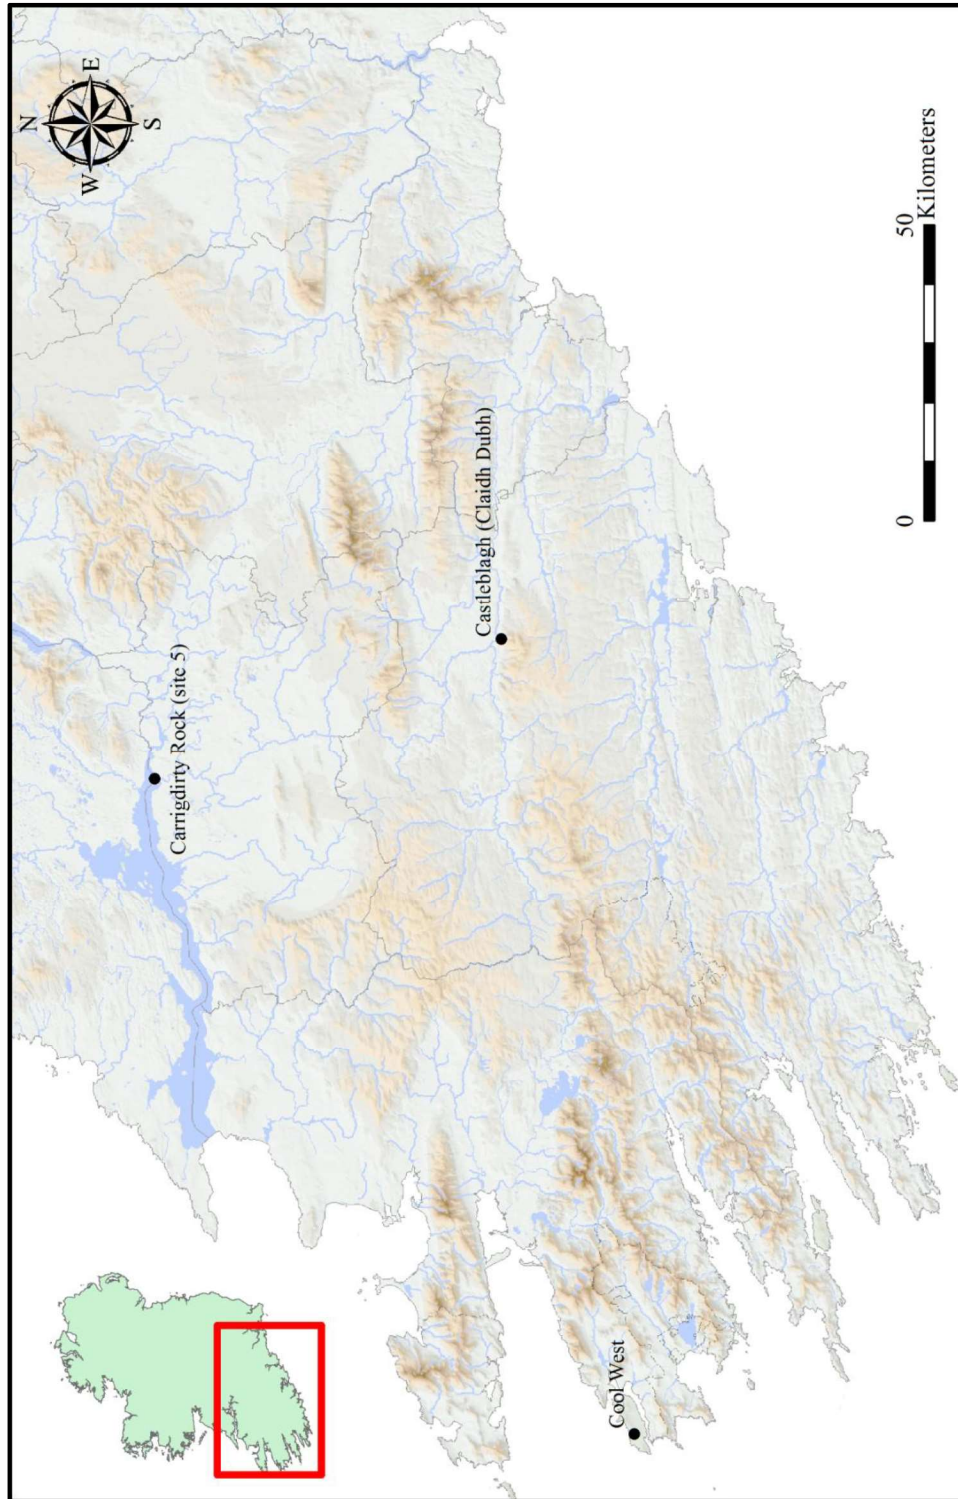 N
W
E
S
Carrigdirty Rock (site 5)
Castleblagh (Claidh Dubh)
Cool West
0
50
Kilometers